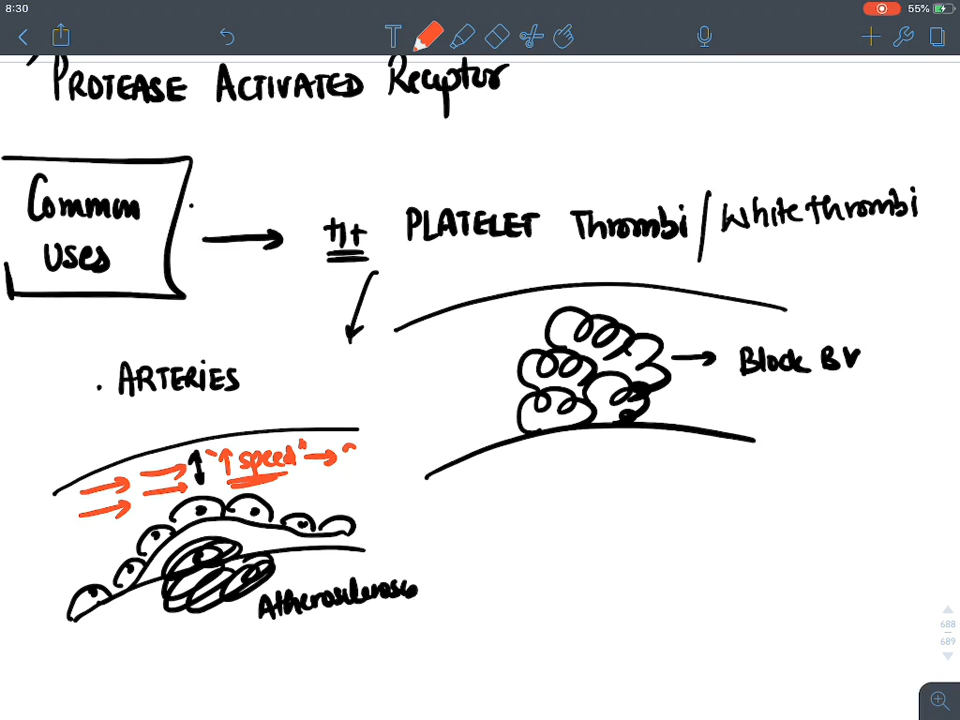 8:30
55%
PROTEASE ACTIVATED Receptor
Common
uses
PLATELET Thrombi / White thrombi
Block BV
ARTERIES
"↑ speed" →
Atherosclerosis
688
689